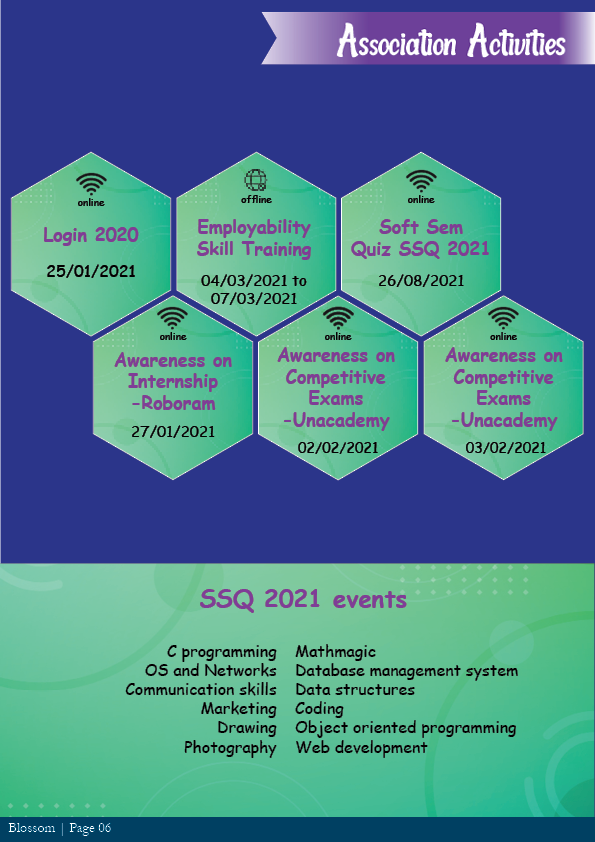 Association Activities
online
Login 2020
25/01/2021
offline
Employability
Skill Training
04/03/2021 to
07/03/2021
online
Soft Sem
Quiz SSQ 2021
26/08/2021
online
Awareness on
Internship
-Roboram
27/01/2021
online
Awareness on
Competitive
Exams
-Unacademy
02/02/2021
online
Awareness on
Competitive
Exams
-Unacademy
03/02/2021
SSQ 2021 events
C programming
OS and Networks
Communication skills
Marketing
Drawing
Photography
Mathmagic
Database management system
Data structures
Coding
Object oriented programming
Web development
Blossom | Page 06